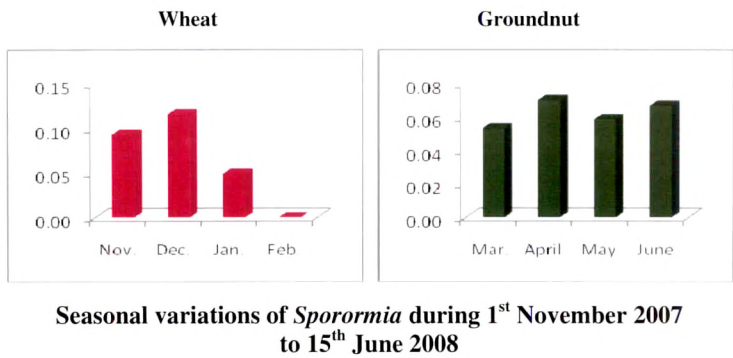 Wheat
Groundnut
0.15
0.10
0.05
0.00
Nov. Dec. Jan. Feb
0.08
0.06
0.04
0.02
0.00
Mar. April May June
Seasonal variations of Sporormia during 1st November 2007
to 15th June 2008